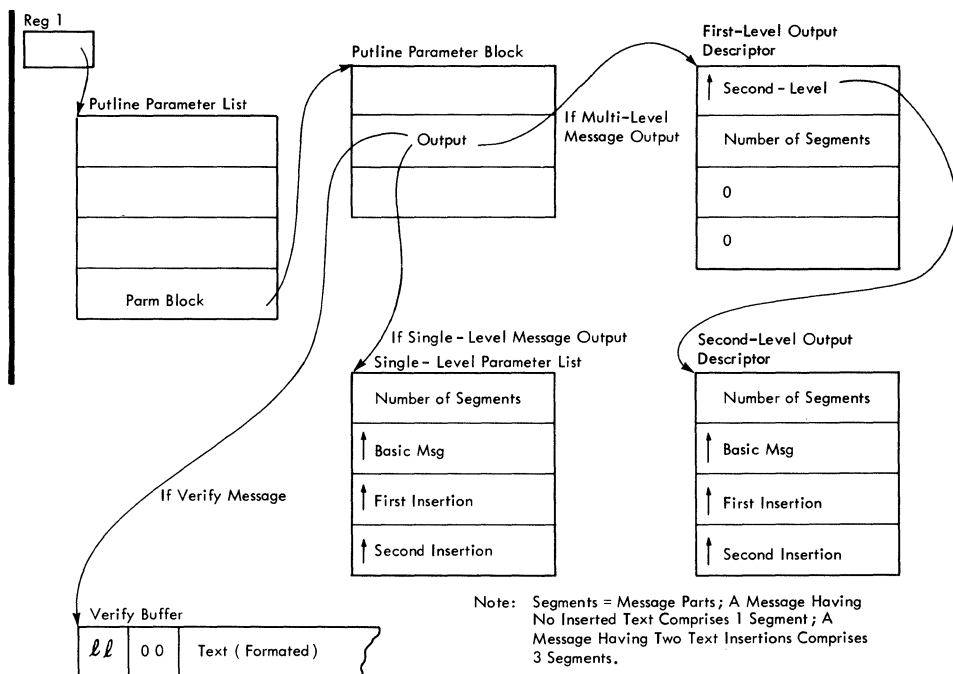 Reg 1
Putline Parameter List
Parm Block
Putline Parameter Block
Output
If Multi-Level
Message Output
First-Level Output
Descriptor
↑ Second - Level
Number of Segments
0
0
If Single - Level Message Output
Single - Level Parameter List
Number of Segments
↑ Basic Msg
↑ First Insertion
↑ Second Insertion
Second-Level Output
Descriptor
Number of Segments
↑ Basic Msg
↑ First Insertion
↑ Second Insertion
If Verify Message
Verify Buffer
ℓℓ 0 0 Text ( Formated )
Note: Segments = Message Parts; A Message Having
No Inserted Text Comprises 1 Segment; A
Message Having Two Text Insertions Comprises
3 Segments.